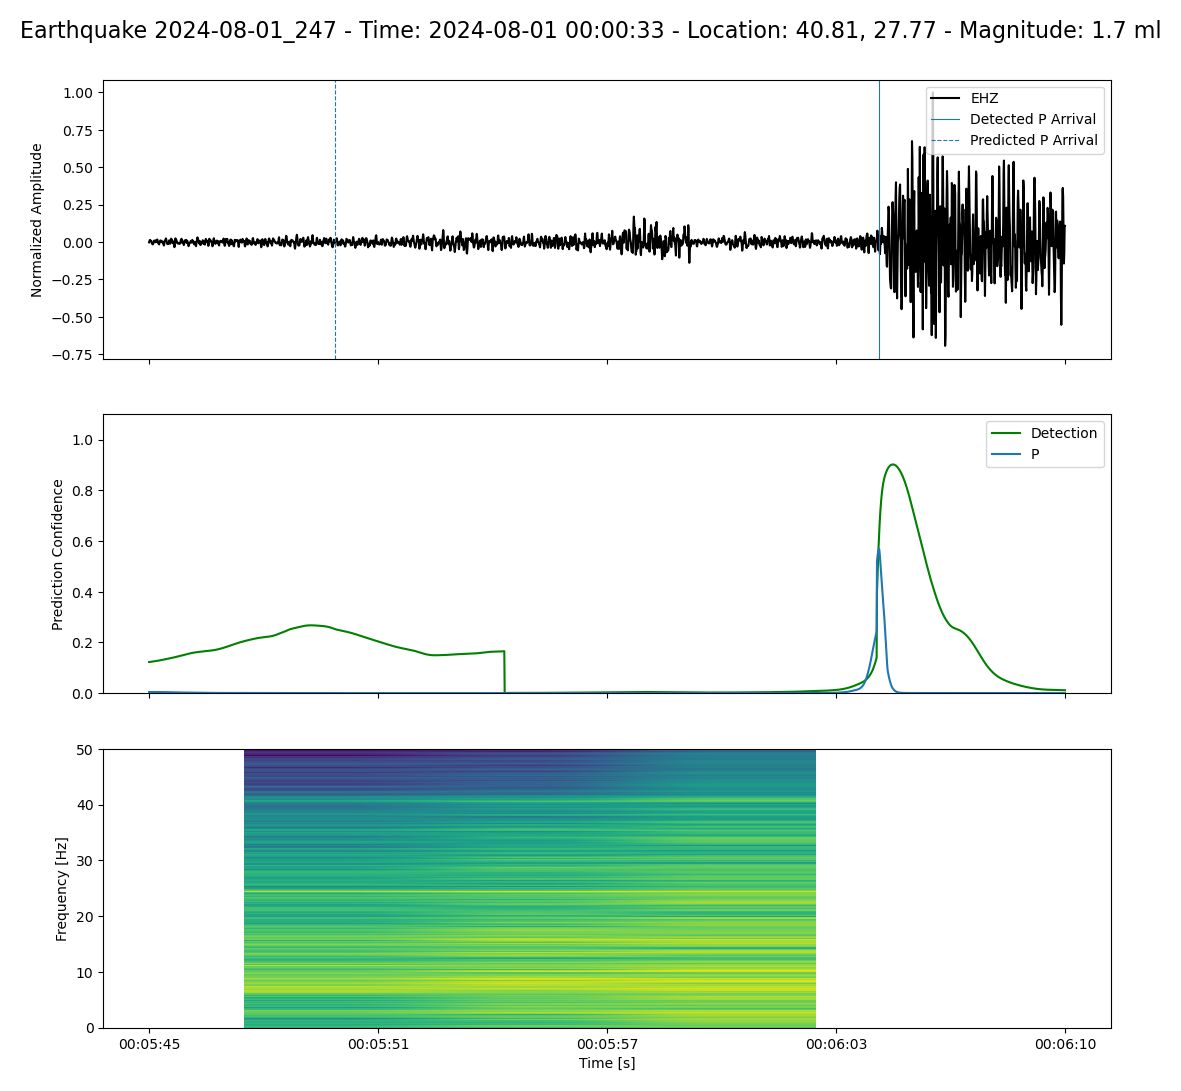 Earthquake 2024-08-01_247 - Time: 2024-08-01 00:00:33 - Location: 40.81, 27.77 - Magnitude: 1.7 ml
1.00
0.75
0.50
0.25
0.00
−0.25
−0.50
−0.75
Normalized Amplitude
EHZ
Detected P Arrival
Predicted P Arrival
1.0
0.8
0.6
0.4
0.2
0.0
Prediction Confidence
Detection
P
50
40
30
20
10
0
Frequency [Hz]
00:05:45
00:05:51
00:05:57
00:06:03
00:06:10
Time [s]